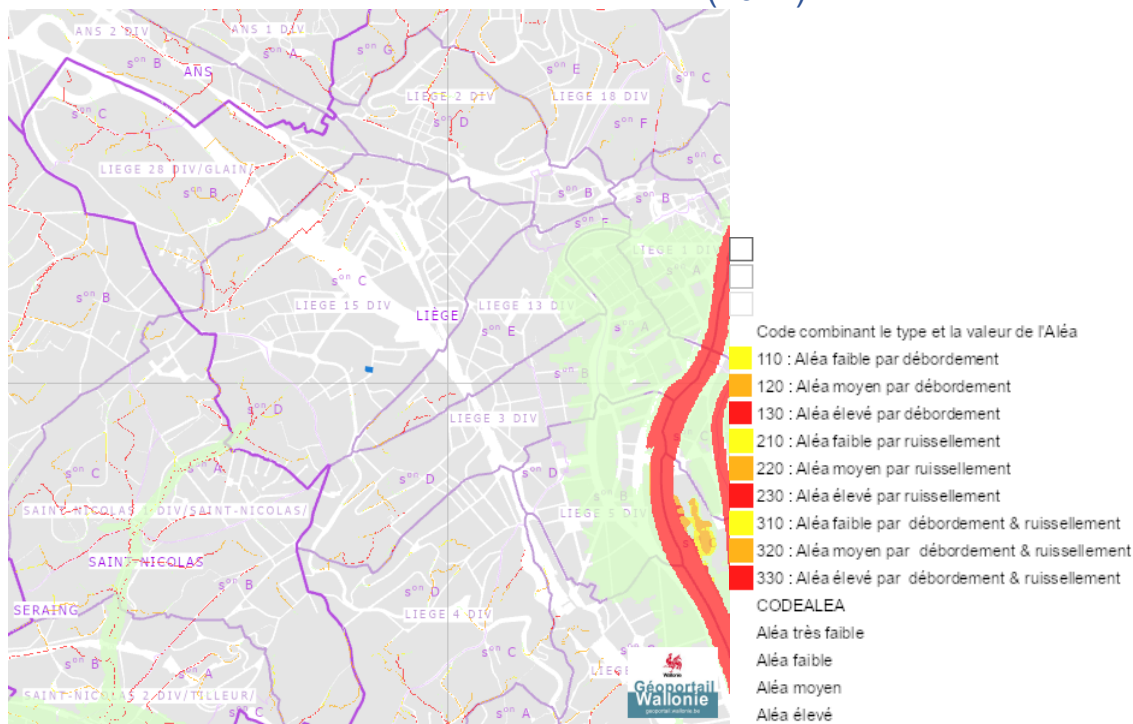 ANS 2 DIV
ANS 1 DIV
sᵒⁿ A
sᵒⁿ G
sᵒⁿ B
ANS
sᵒⁿ E
sᵒⁿ C
sᵒⁿ C
LIEGE 2 DIV
LIEGE 18 DIV
sᵒⁿ D
sᵒⁿ F
LIEGE 28 DIV/GLAIN/
sᵒⁿ C
sᵒⁿ B
sᵒⁿ B
sᵒⁿ B
LIEGE 1 DIV
sᵒⁿ A
sᵒⁿ C
sᵒⁿ B
LIEGE 15 DIV
LIEGE 13 DIV
LIÈGE
sᵒⁿ E
sᵒⁿ A
sᵒⁿ B
sᵒⁿ D
LIEGE 3 DIV
sᵒⁿ C
sᵒⁿ A
sᵒⁿ D
sᵒⁿ D
sᵒⁿ B
SAINT-NICOLAS 1 DIV/SAINT-NICOLAS/
LIEGE 5 DIV
SAINT-NICOLAS
sᵒⁿ B
SERAING
LIEGE 4 DIV
sᵒⁿ B
sᵒⁿ A
sᵒⁿ C
LIEGE
SAINT-NICOLAS 2 DIV/TILLEUR/
sᵒⁿ C
sᵒⁿ A
Wallonie
Géoportail
Wallonie
geoportail.wallonie.be
Code combinant le type et la valeur de l'Aléa
110 : Aléa faible par débordement
120 : Aléa moyen par débordement
130 : Aléa élevé par débordement
210 : Aléa faible par ruissellement
220 : Aléa moyen par ruissellement
230 : Aléa élevé par ruissellement
310 : Aléa faible par débordement & ruissellement
320 : Aléa moyen par débordement & ruissellement
330 : Aléa élevé par débordement & ruissellement
CODEALEA
Aléa très faible
Aléa faible
Aléa moyen
Aléa élevé